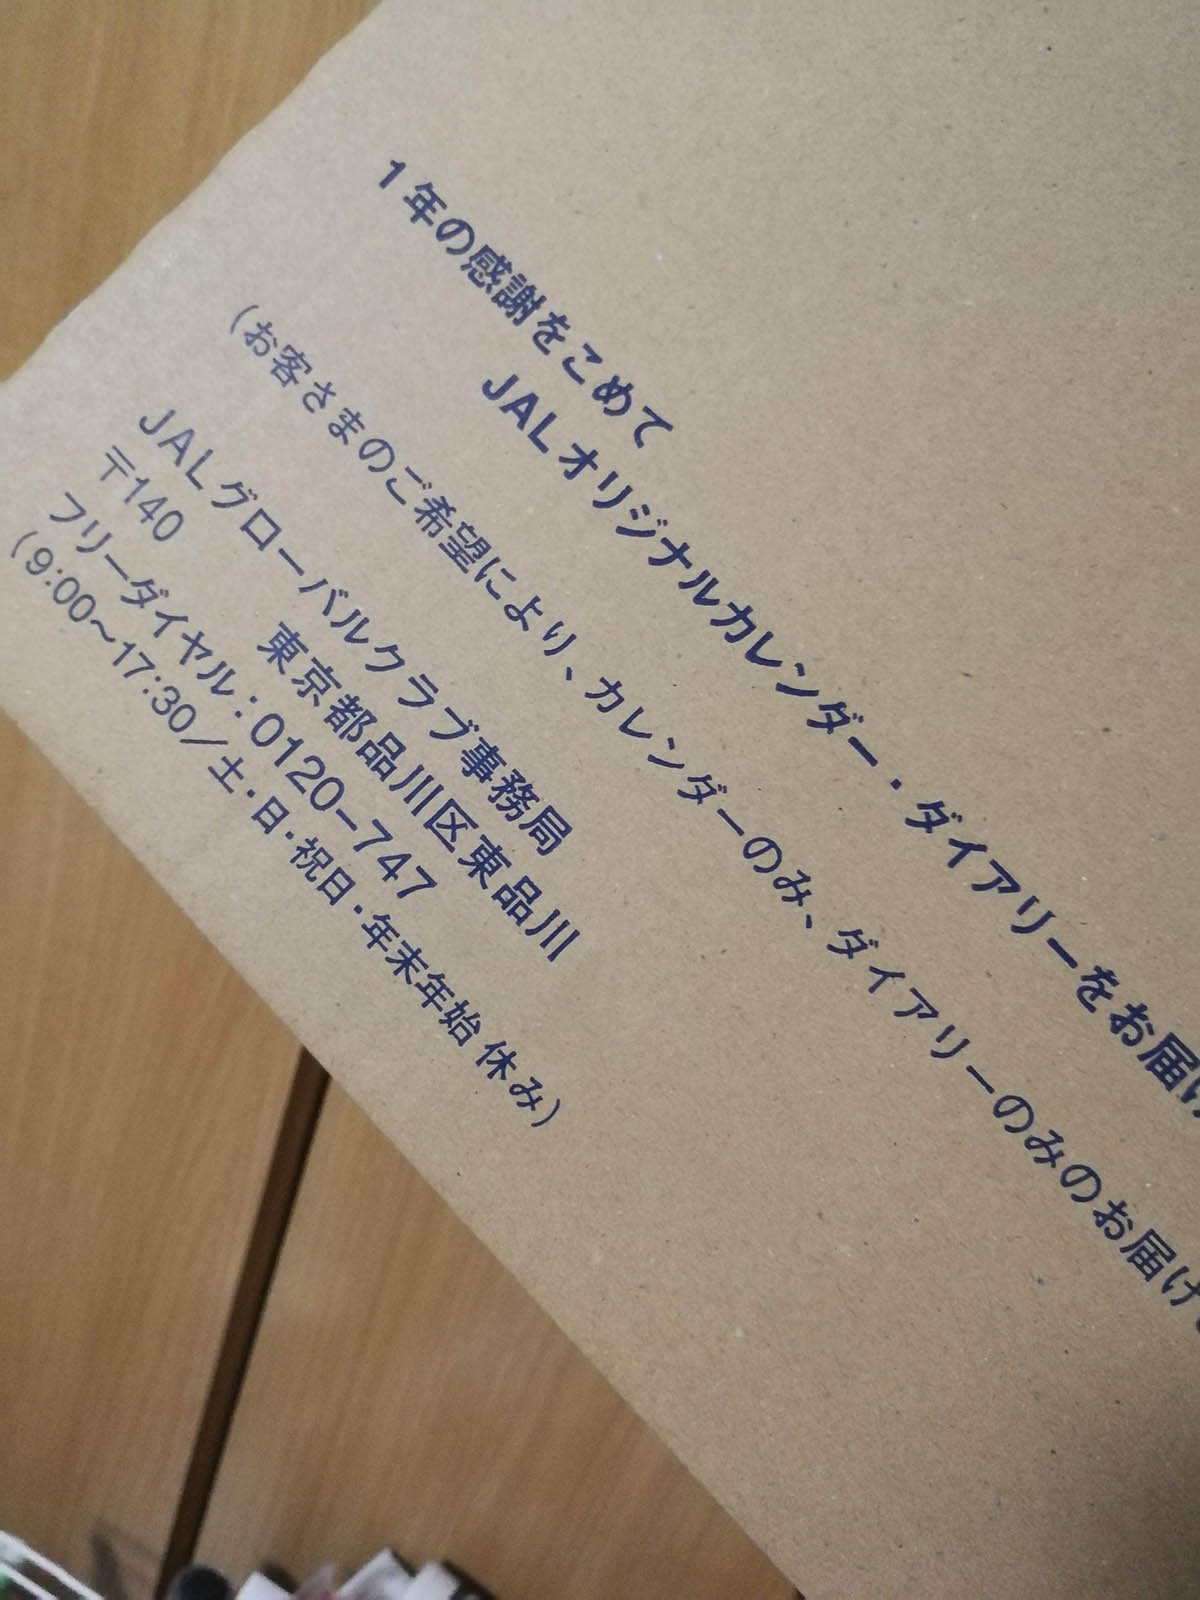 1年の感謝をこめて
JALオリジナルカレンダー・ダイアリーをお届け
(お客さまのご希望により、カレンダーのみ、ダイアリーのみのお届け
JALグローバルクラブ事務局
〒140 東京都品川区東品川
フリーダイヤル:0120-747
(9:00〜17:30/土・日・祝日・年末年始 休み)